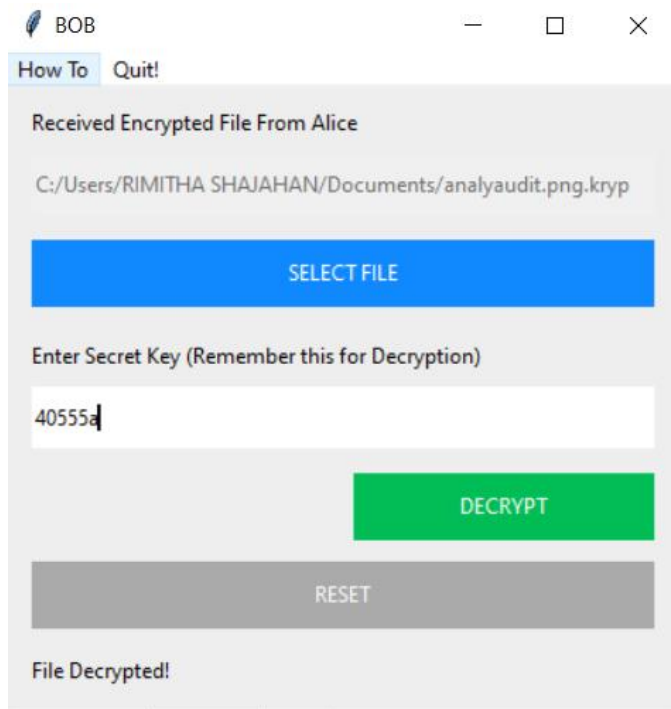 BOB
How To Quit!
Received Encrypted File From Alice
C:/Users/RIMITHA SHAJAHAN/Documents/analyaudit.png.kryp
SELECT FILE
Enter Secret Key (Remember this for Decryption)
40555a
DECRYPT
RESET
File Decrypted!